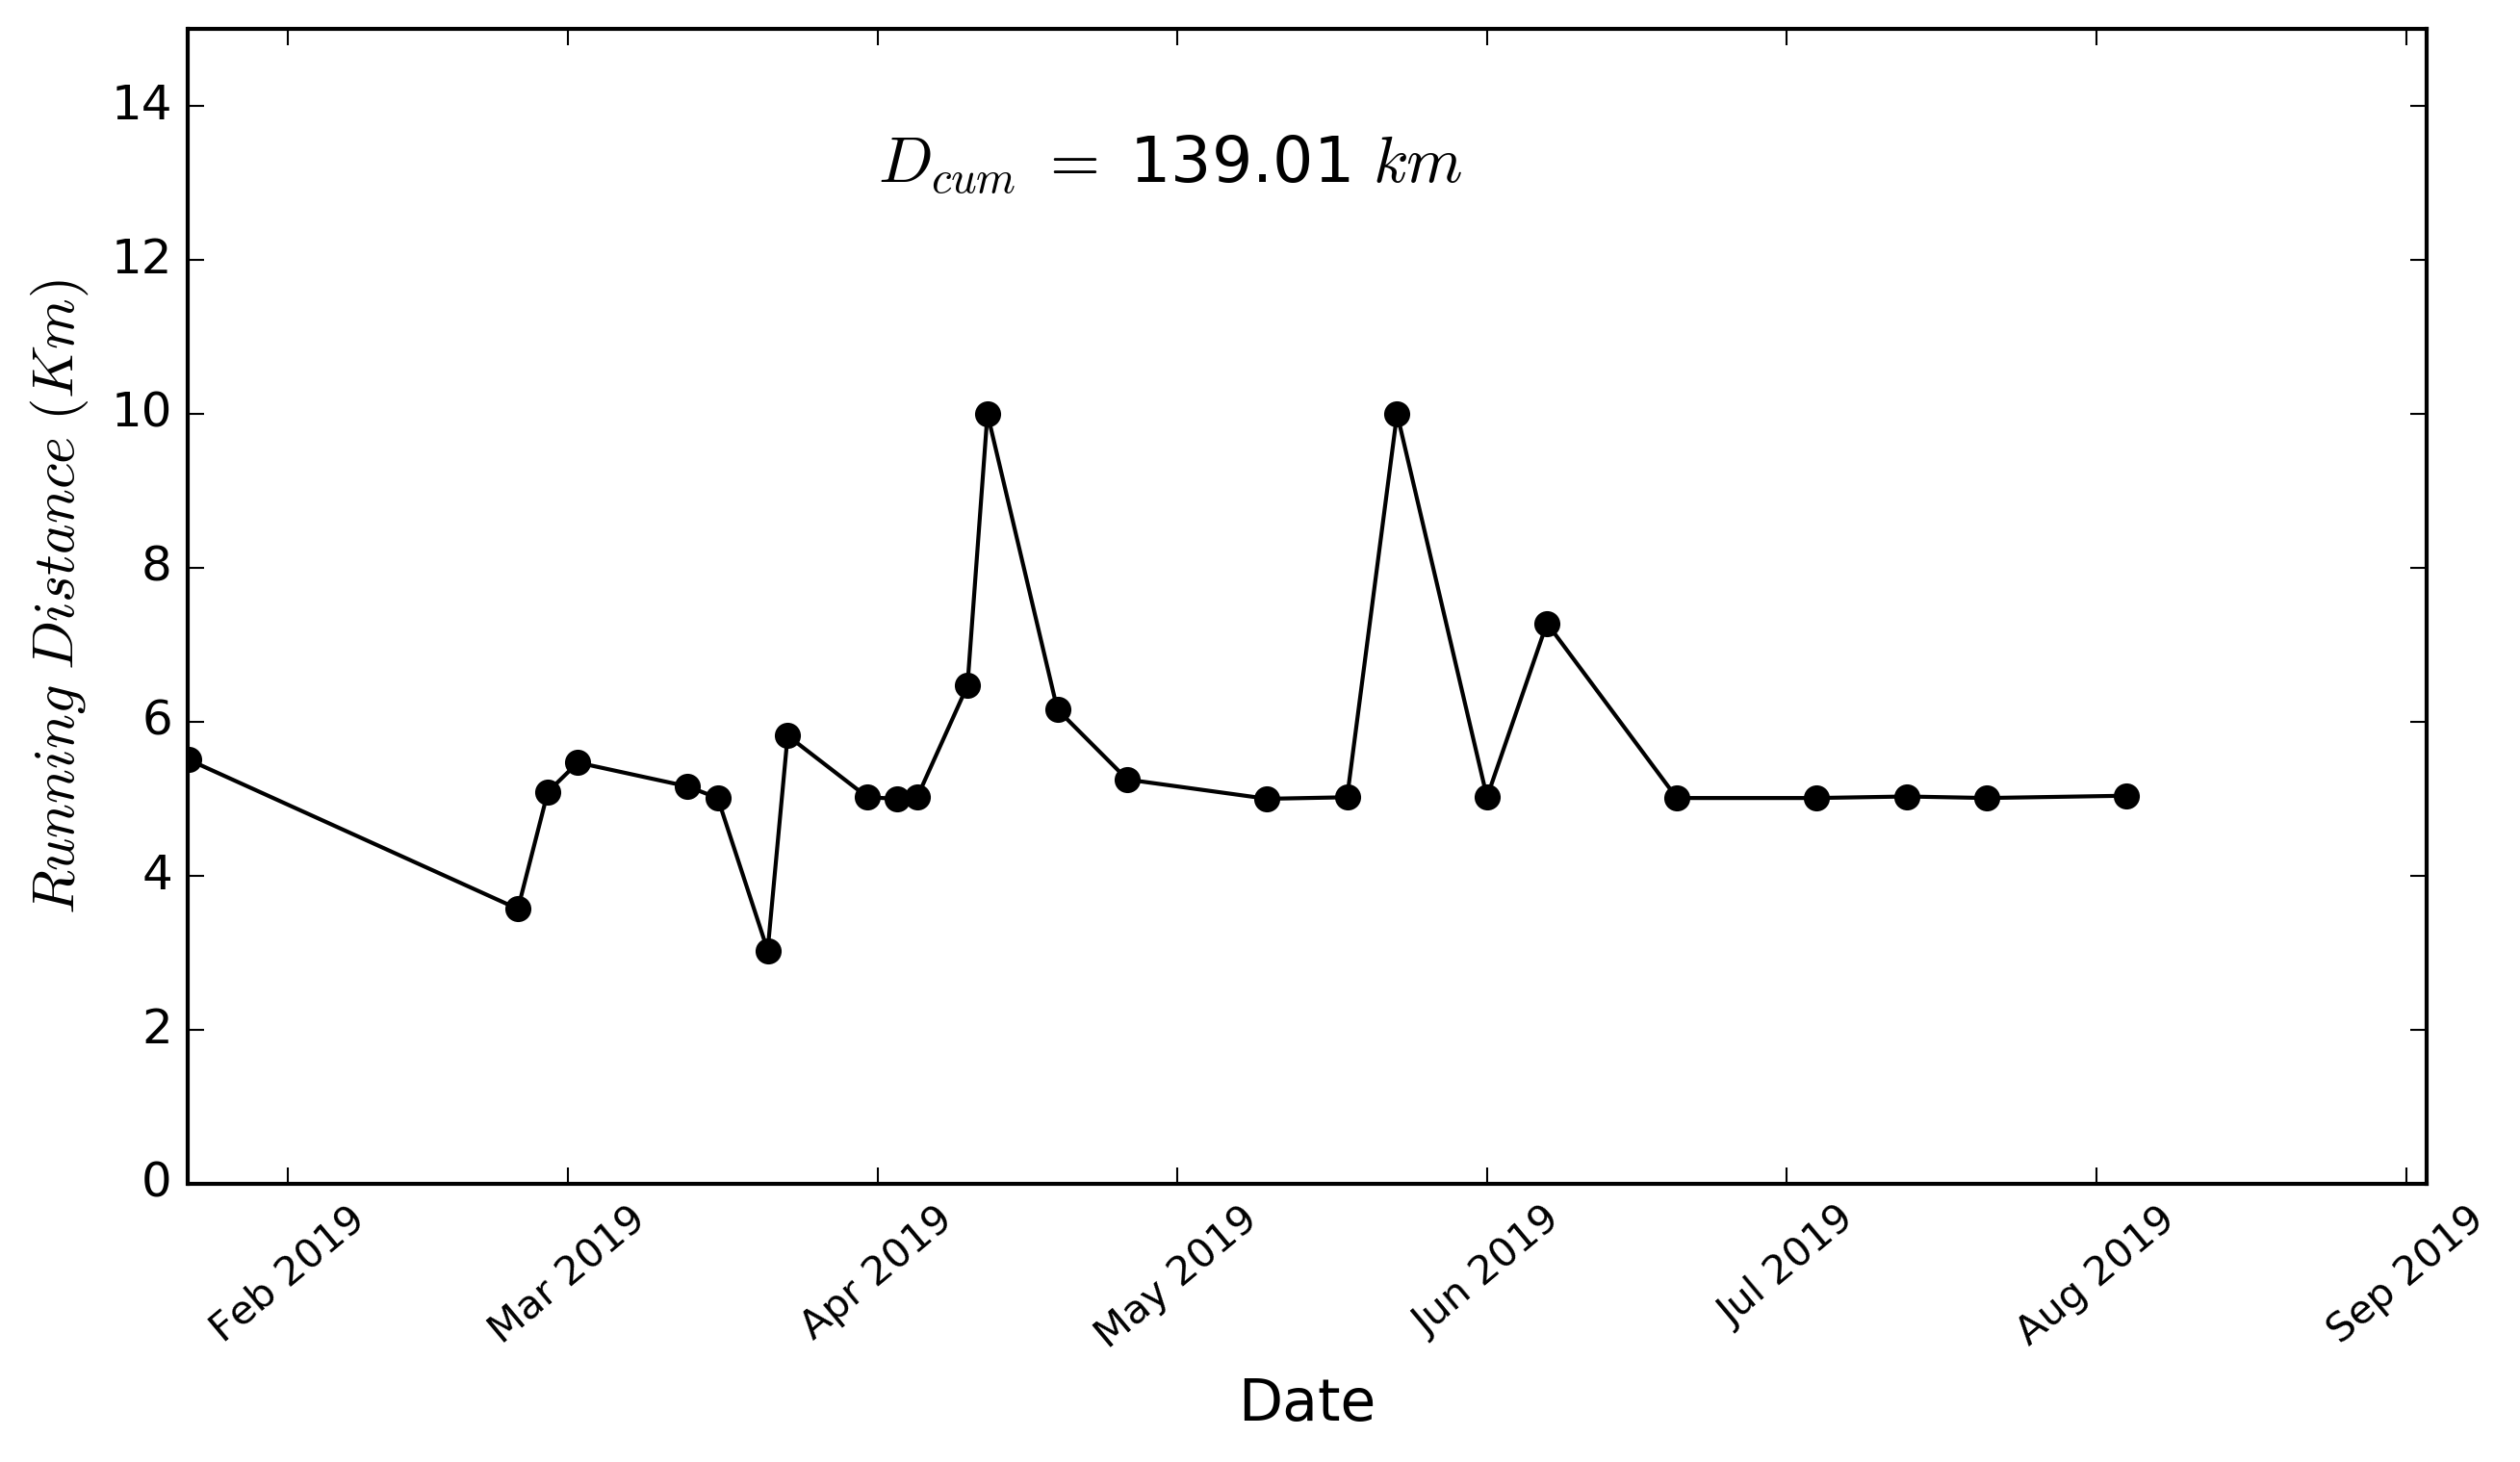 D_cum = 139.01 km
Running Distance (Km)
14
12
10
8
6
4
2
0
Feb 2019
Mar 2019
Apr 2019
May 2019
Jun 2019
Jul 2019
Aug 2019
Sep 2019
Date